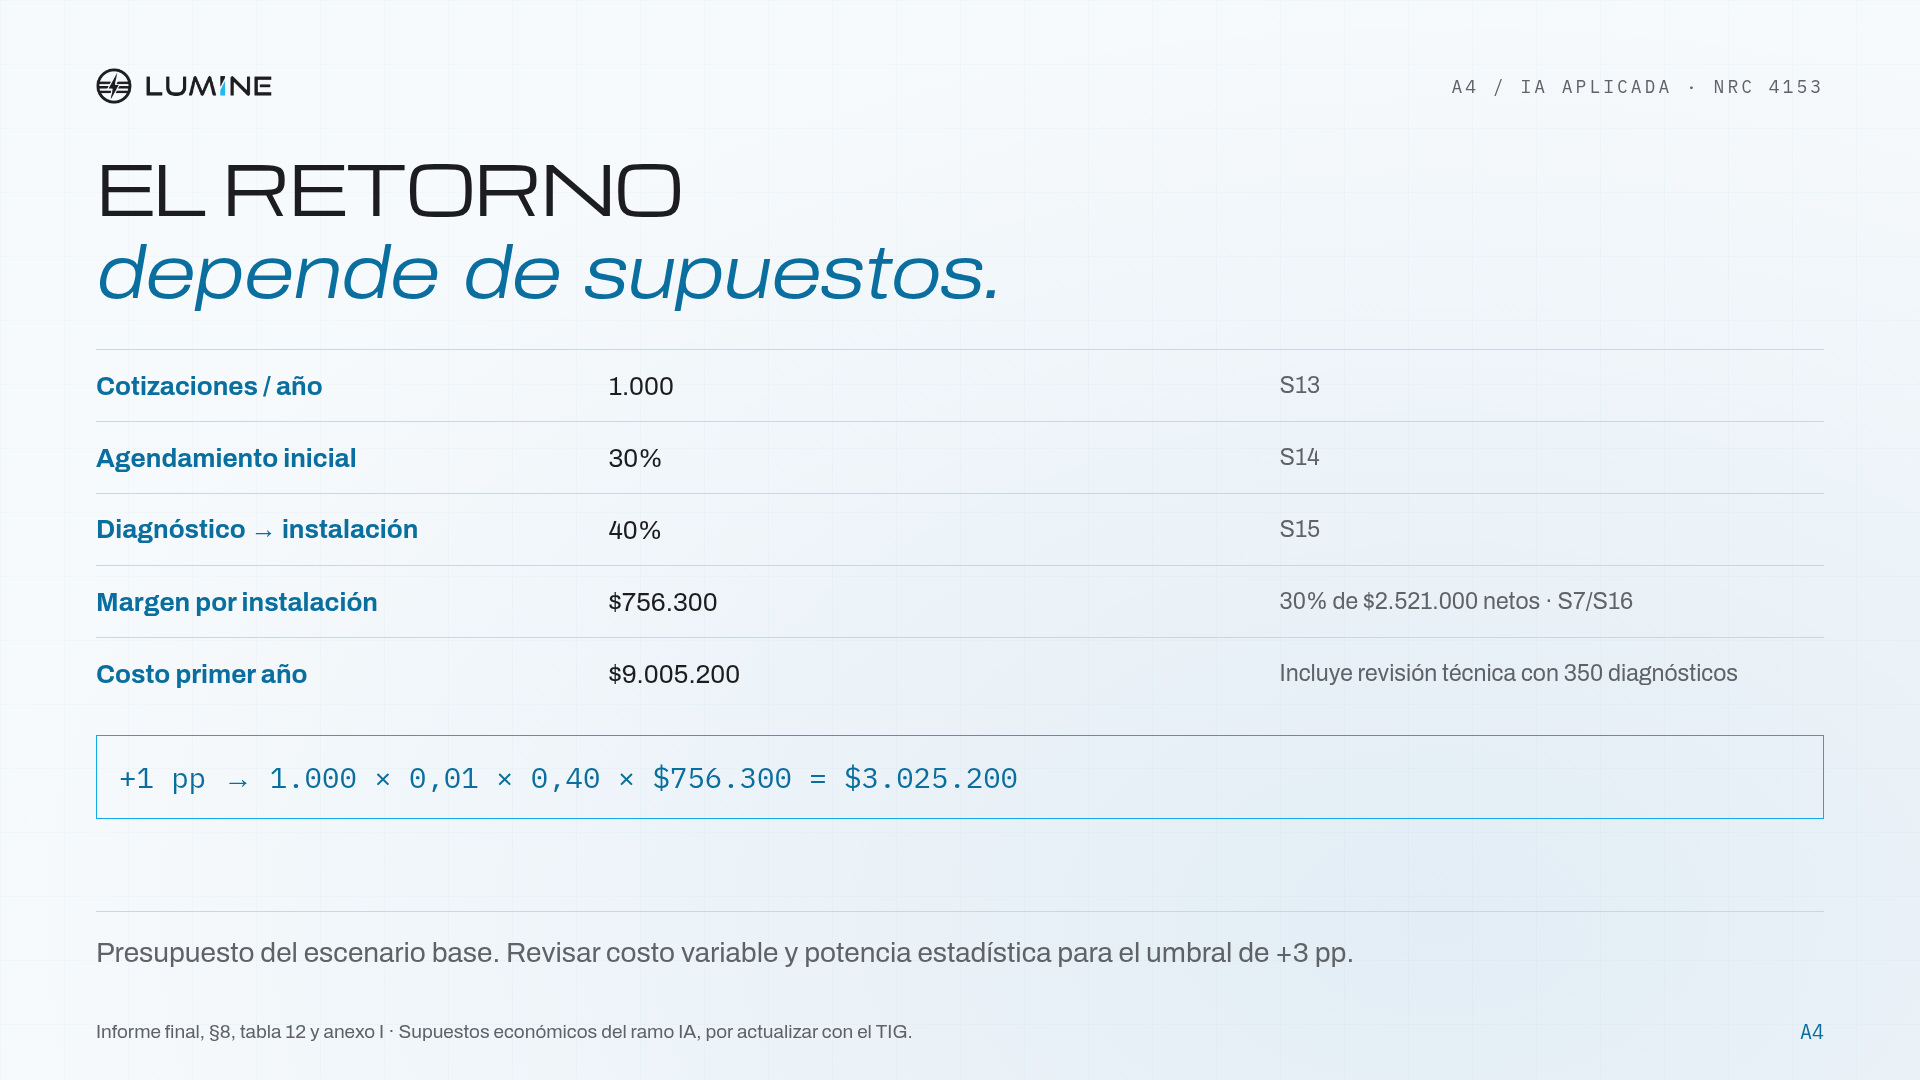 LUMINE
A4 / IA APLICADA · NRC 4153
EL RETORNO
depende de supuestos.
Cotizaciones / año 1.000 S13
Agendamiento inicial 30% S14
Diagnóstico → instalación 40% S15
Margen por instalación $756.300 30% de $2.521.000 netos · S7/S16
Costo primer año $9.005.200 Incluye revisión técnica con 350 diagnósticos
+1 pp → 1.000 × 0,01 × 0,40 × $756.300 = $3.025.200
Presupuesto del escenario base. Revisar costo variable y potencia estadística para el umbral de +3 pp.
Informe final, §8, tabla 12 y anexo I · Supuestos económicos del ramo IA, por actualizar con el TIG.
A4